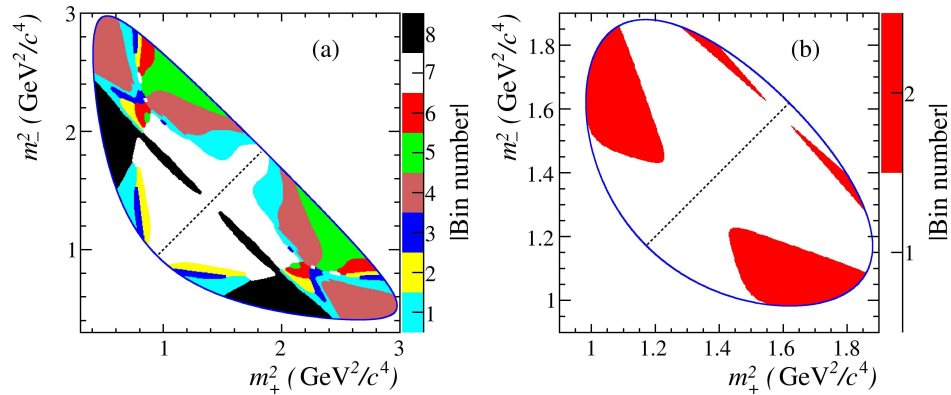 3
2
1
m²₋ (GeV²/c⁴)
(a)
1 2 3
m²₊ (GeV²/c⁴)
8
7
6
5
4
3
2
1
|Bin number|
1.8
1.6
1.4
1.2
1
m²₋ (GeV²/c⁴)
(b)
1 1.2 1.4 1.6 1.8
m²₊ (GeV²/c⁴)
2
1
|Bin number|